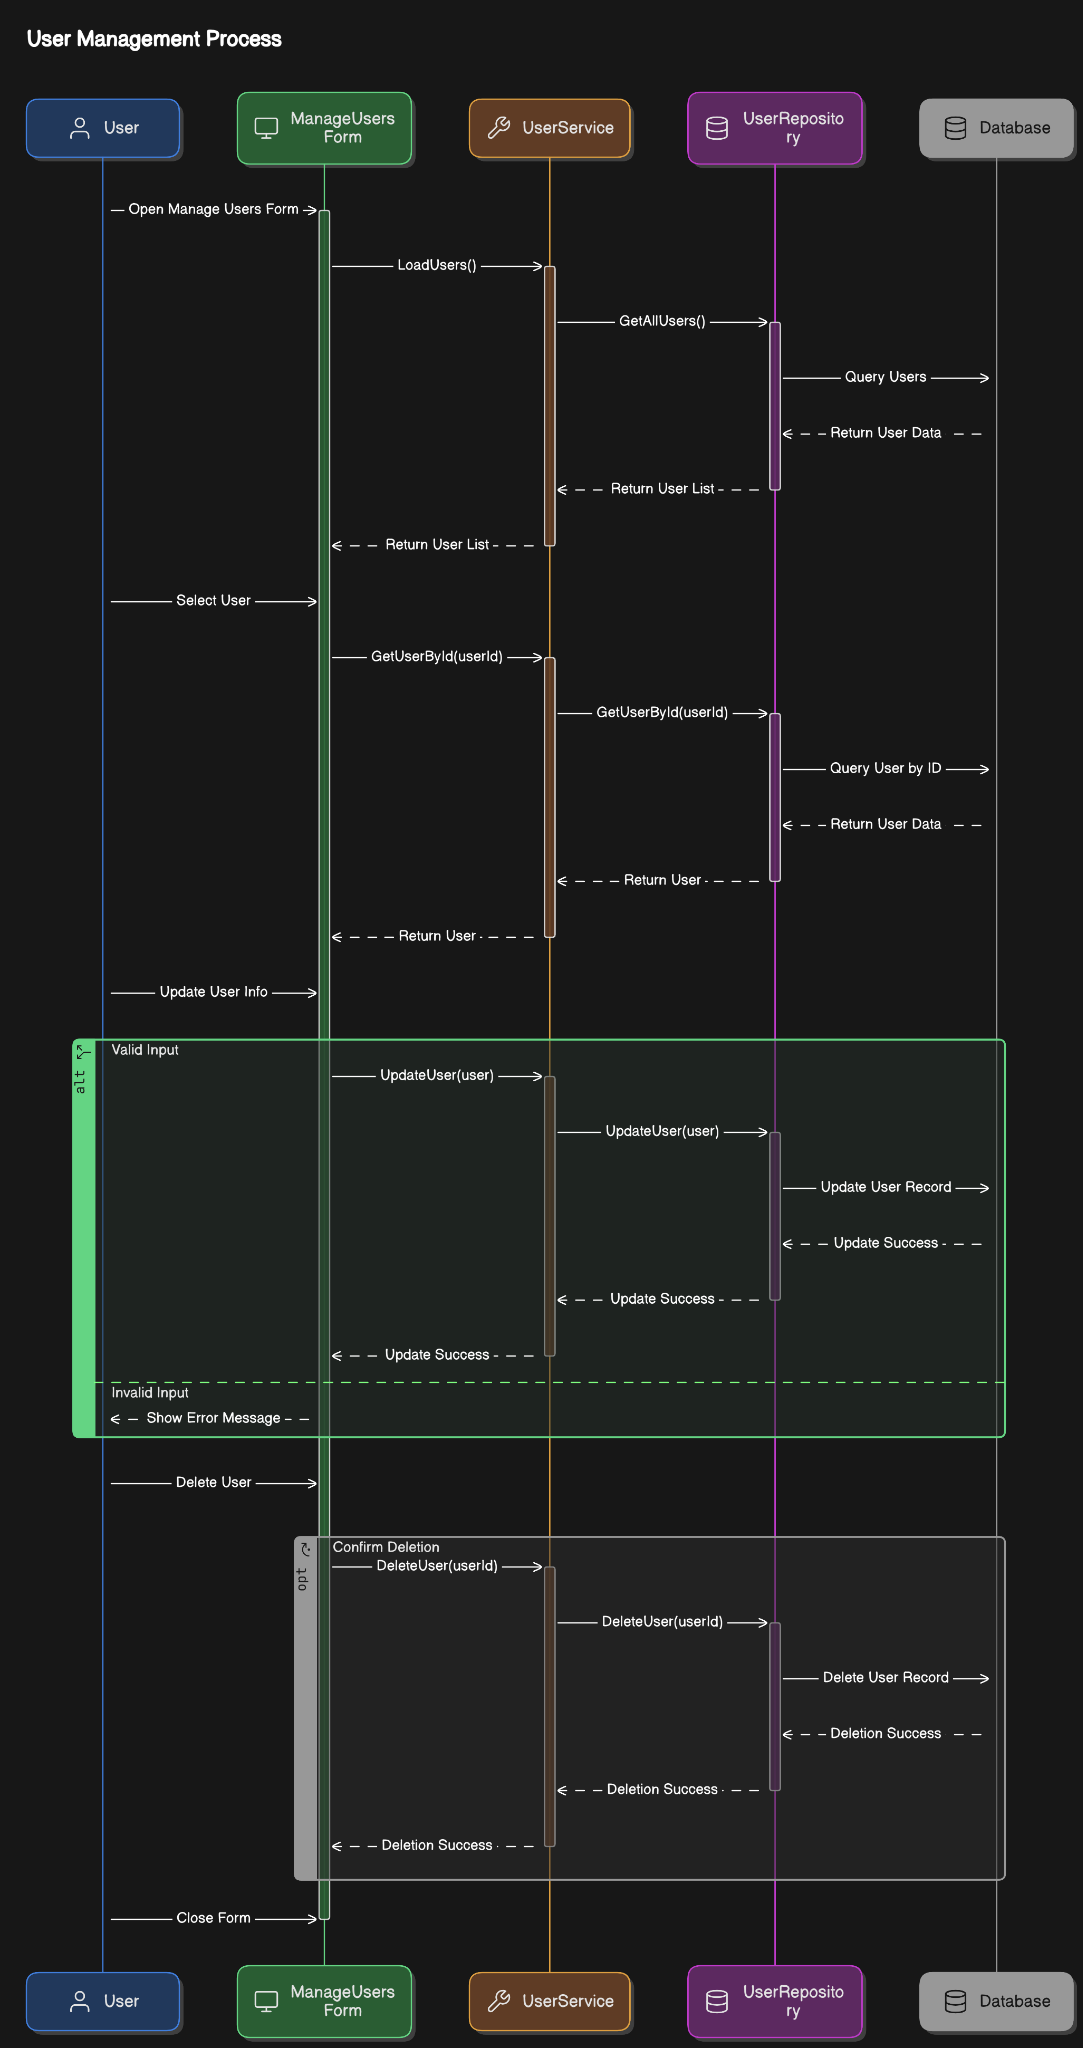 User Management Process
User
ManageUsers
Form
UserService
UserReposito
ry
Database
Open Manage Users Form
LoadUsers()
GetAllUsers()
Query Users
Return User Data
Return User List
Return User List
Select User
GetUserById(userId)
GetUserById(userId)
Query User by ID
Return User Data
Return User
Return User
Update User Info
alt
Valid Input
UpdateUser(user)
UpdateUser(user)
Update User Record
Update Success
Update Success
Update Success
Invalid Input
Show Error Message
Delete User
opt
Confirm Deletion
DeleteUser(userId)
DeleteUser(userId)
Delete User Record
Deletion Success
Deletion Success
Deletion Success
Close Form
User
ManageUsers
Form
UserService
UserReposito
ry
Database